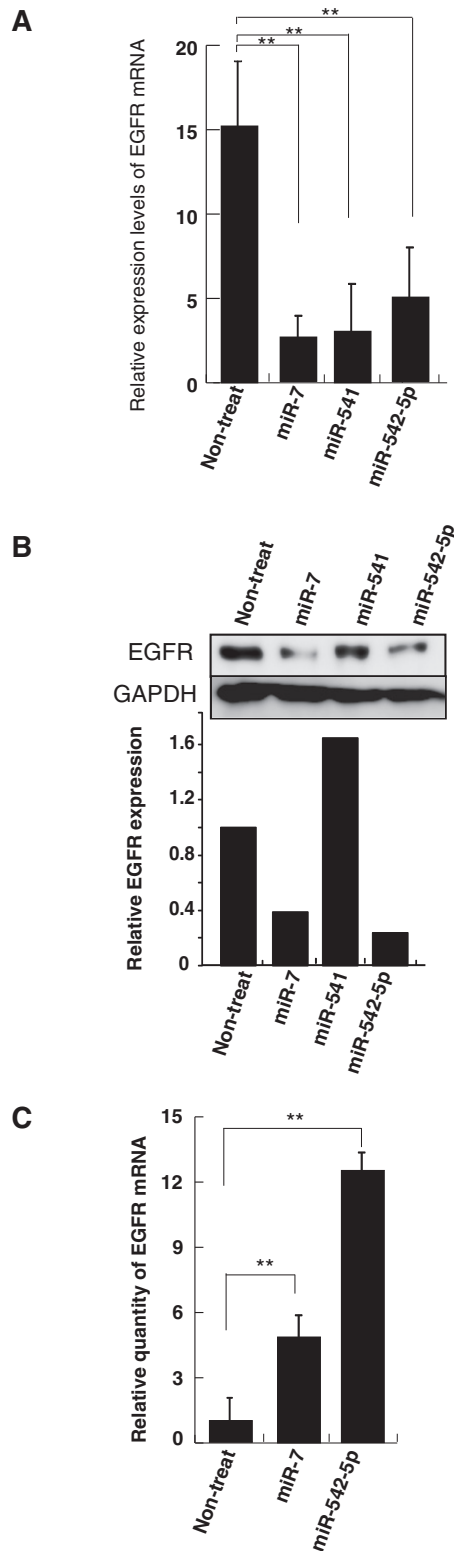 A
**
**
**
20
15
10
5
0
Relative expression levels of EGFR mRNA
Non-treat
miR-7
miR-541
miR-542-5p
B
Non-treat
miR-7
miR-541
miR-542-5p
EGFR
GAPDH
1.6
1.2
0.8
0.4
0
Relative EGFR expression
Non-treat
miR-7
miR-541
miR-542-5p
C
15
12
9
6
3
0
**
**
Relative quantity of EGFR mRNA
Non-treat
miR-7
miR-542-5p